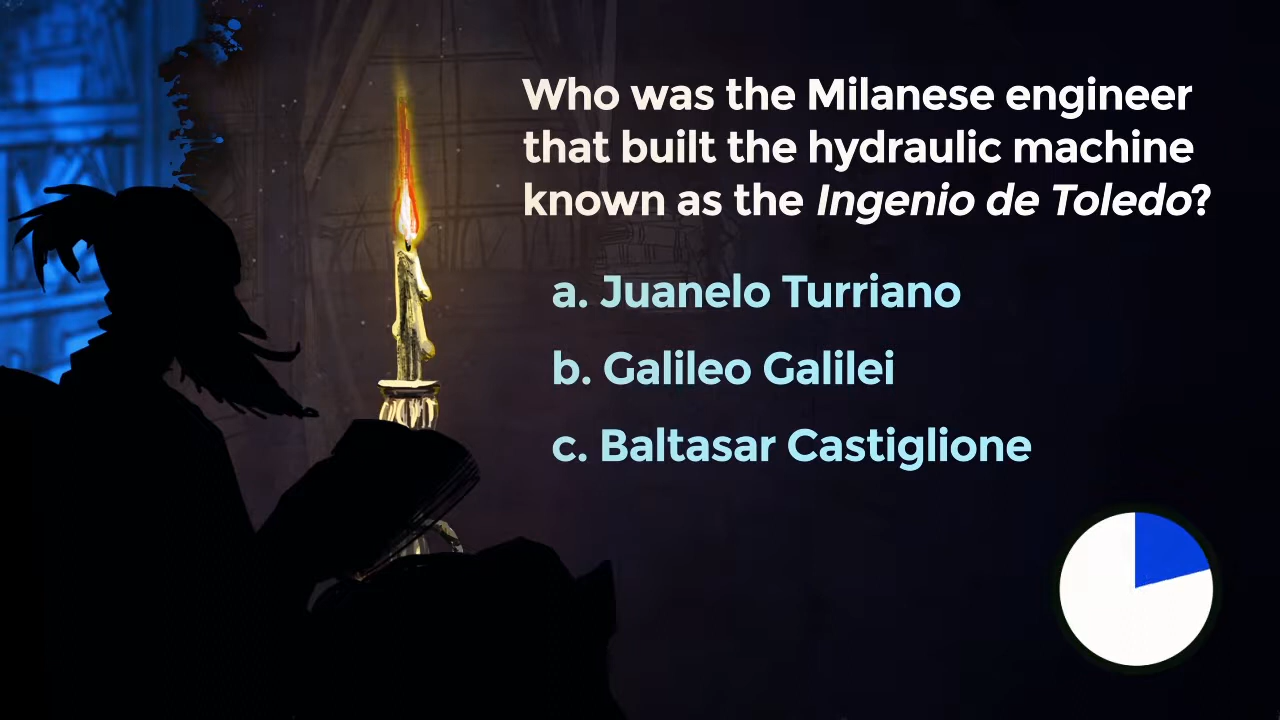 Who was the Milanese engineer
that built the hydraulic machine
known as the Ingenio de Toledo?
a. Juanelo Turriano
b. Galileo Galilei
c. Baltasar Castiglione